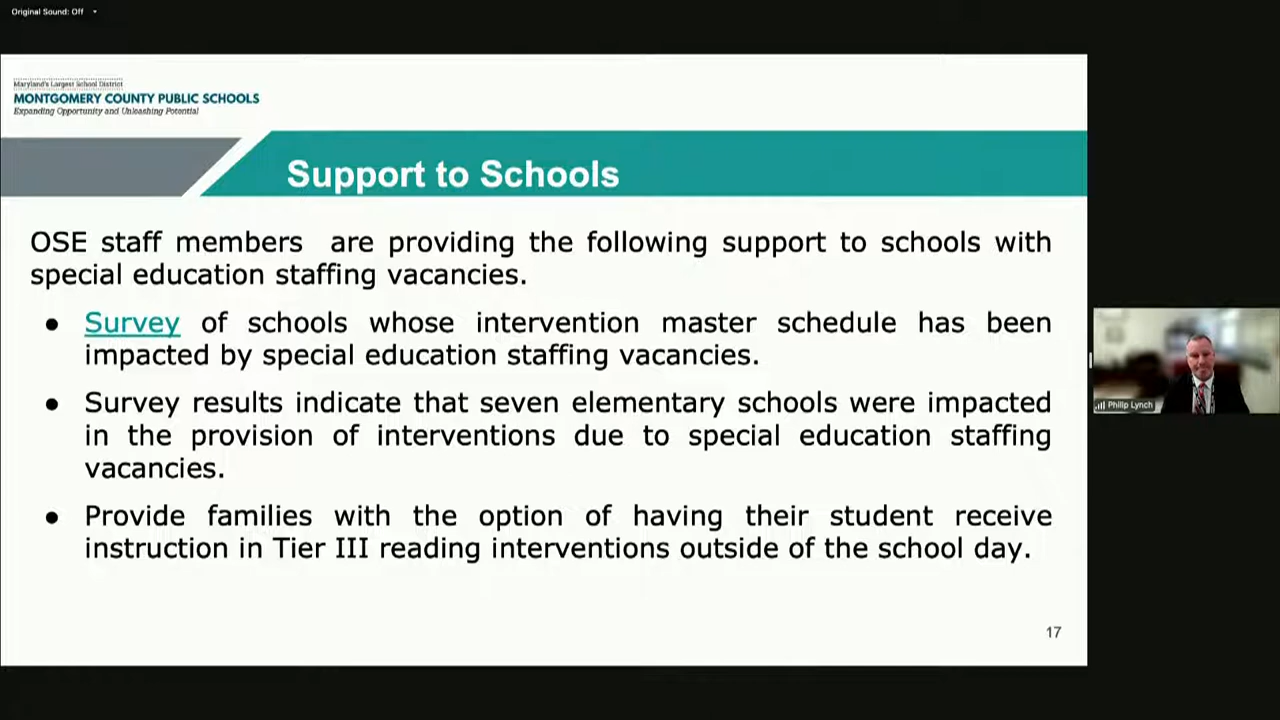 Original Sound: Off
Maryland's Largest School District
MONTGOMERY COUNTY PUBLIC SCHOOLS
Expanding Opportunity and Unleashing Potential
Support to Schools
OSE staff members are providing the following support to schools with
special education staffing vacancies.
● Survey of schools whose intervention master schedule has been
impacted by special education staffing vacancies.
● Survey results indicate that seven elementary schools were impacted
in the provision of interventions due to special education staffing
vacancies.
● Provide families with the option of having their student receive
instruction in Tier III reading interventions outside of the school day.
Philip Lynch
17